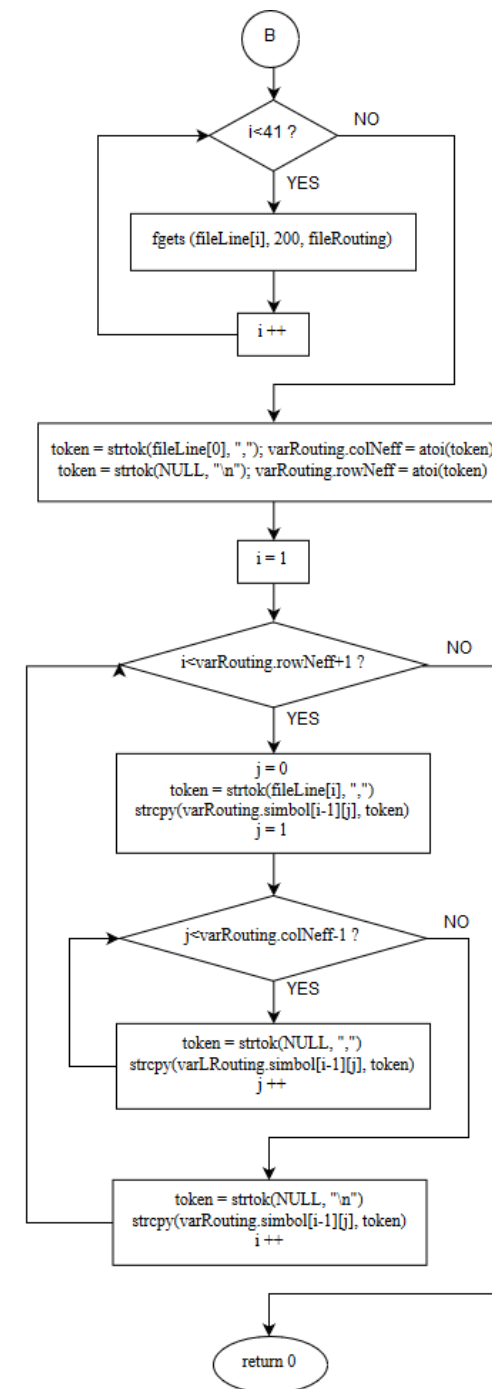 B
i<41 ?
NO
YES
fgets (fileLine[i], 200, fileRouting)
i ++
token = strtok(fileLine[0], ","); varRouting.colNeff = atoi(token)
token = strtok(NULL, "\n"); varRouting.rowNeff = atoi(token)
i = 1
i<varRouting.rowNeff+1 ?
NO
YES
j = 0
token = strtok(fileLine[i], ",")
strcpy(varRouting.simbol[i-1][j], token)
j = 1
j<varRouting.colNeff-1 ?
NO
YES
token = strtok(NULL, ",")
strcpy(varLRouting.simbol[i-1][j], token)
j ++
token = strtok(NULL, "\n")
strcpy(varRouting.simbol[i-1][j], token)
i ++
return 0